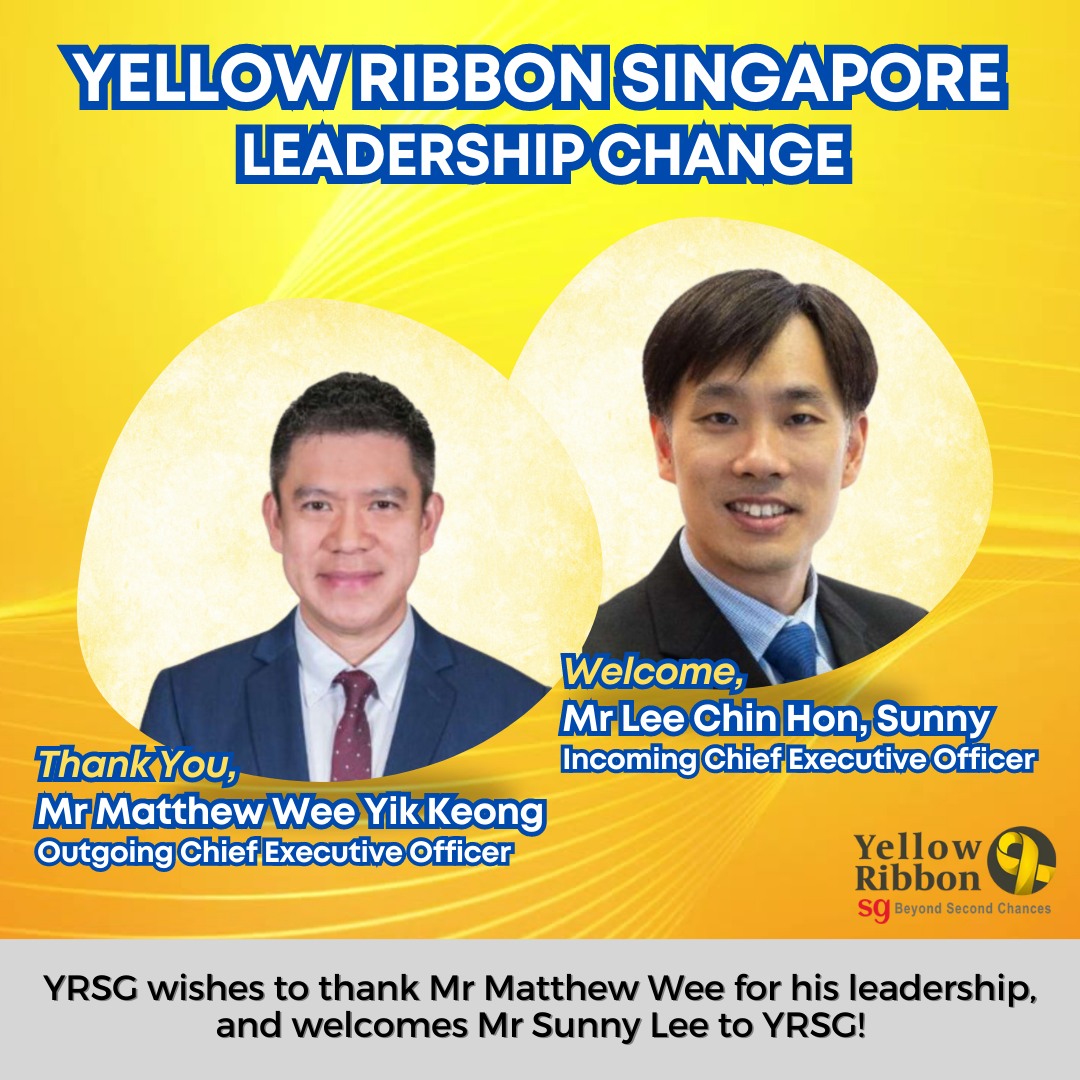 YELLOW RIBBON SINGAPORE
LEADERSHIP CHANGE
Welcome,
Mr Lee Chin Hon, Sunny
Incoming Chief Executive Officer
Thank You,
Mr Matthew Wee Yik Keong
Outgoing Chief Executive Officer
Yellow
Ribbon
sg Beyond Second Chances
YRSG wishes to thank Mr Matthew Wee for his leadership,
and welcomes Mr Sunny Lee to YRSG!